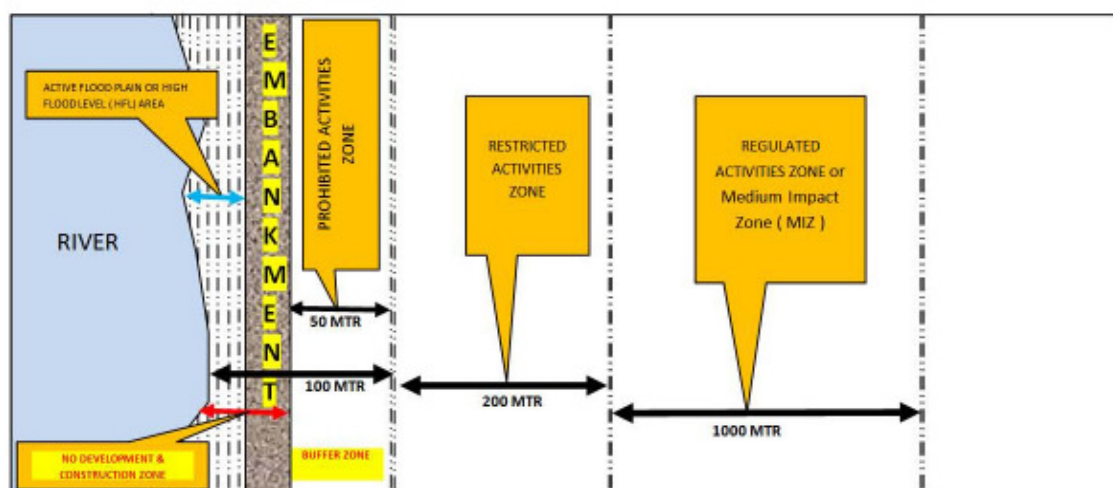 ACTIVE FLOOD PLAIN OR HIGH
FLOOD LEVEL ( HFL) AREA
RIVER
EMBANKMENT
PROHIBITED ACTIVITIES
ZONE
RESTRICTED
ACTIVITIES
ZONE
REGULATED
ACTIVITIES ZONE or
Medium Impact
Zone ( MIZ )
50 MTR
100 MTR
200 MTR
1000 MTR
NO DEVELOPMENT &
CONSTRUCTION ZONE
BUFFER ZONE